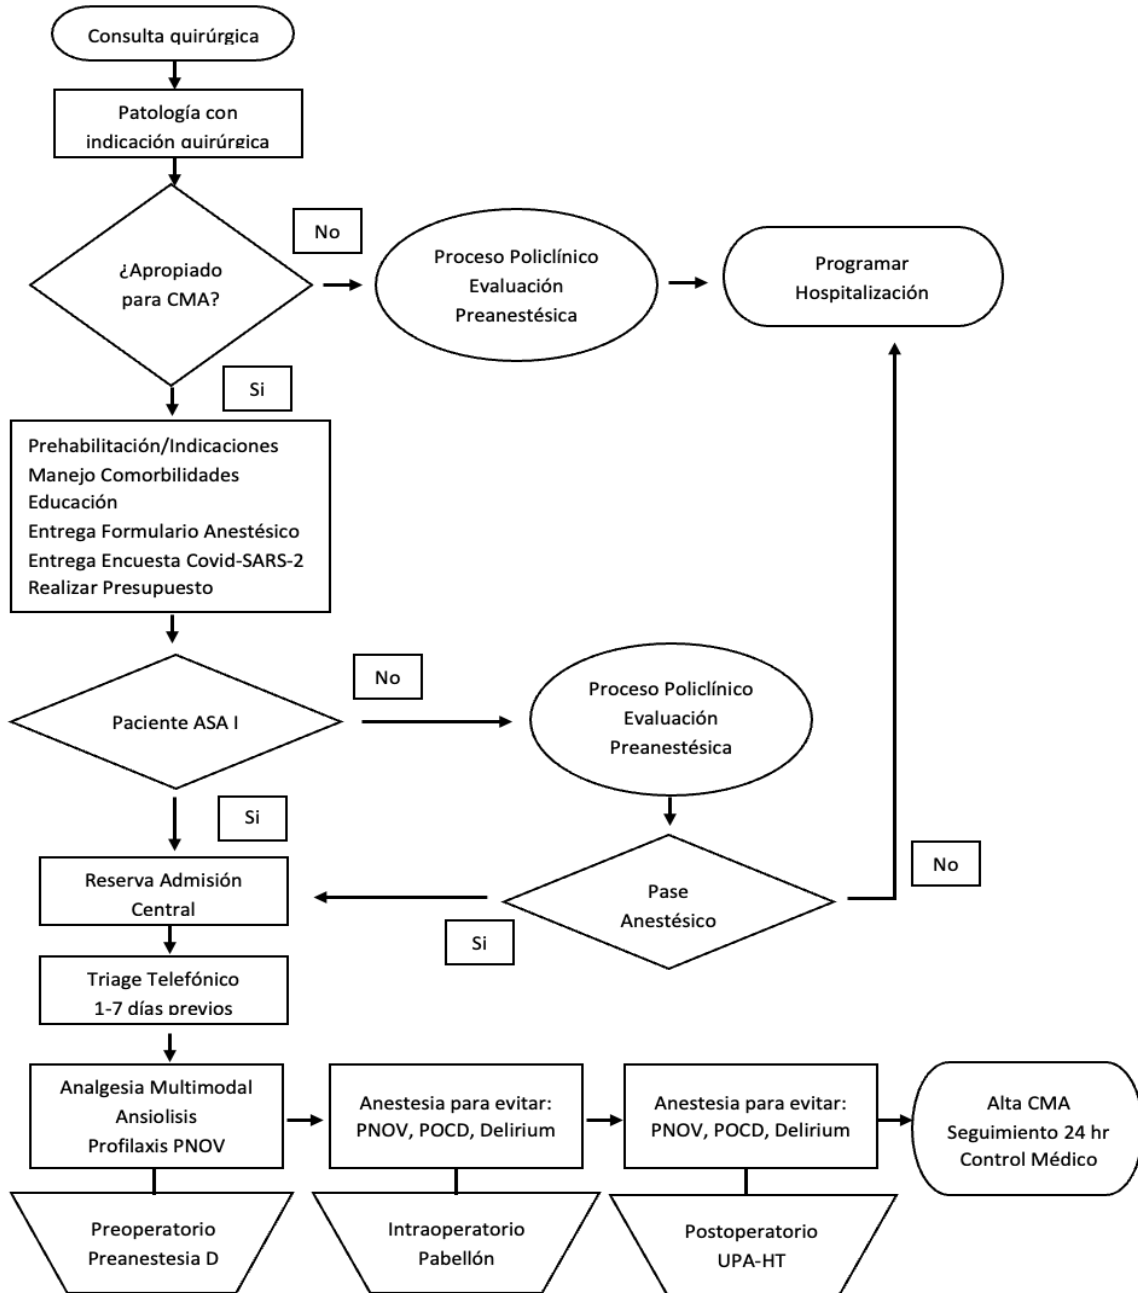 Consulta quirúrgica
Patología con
indicación quirúrgica
¿Apropiado
para CMA?
No
Proceso Policlínico
Evaluación
Preanestésica
Programar
Hospitalización
Si
Prehabilitación/Indicaciones
Manejo Comorbilidades
Educación
Entrega Formulario Anestésico
Entrega Encuesta Covid-SARS-2
Realizar Presupuesto
Paciente ASA I
No
Proceso Policlínico
Evaluación
Preanestésica
Si
Reserva Admisión
Central
Pase
Anestésico
No
Si
Triage Telefónico
1-7 días previos
Analgesia Multimodal
Ansiolisis
Profilaxis PNOV
Anestesia para evitar:
PNOV, POCD, Delirium
Anestesia para evitar:
PNOV, POCD, Delirium
Alta CMA
Seguimiento 24 hr
Control Médico
Preoperatorio
Preanestesia D
Intraoperatorio
Pabellón
Postoperatorio
UPA-HT